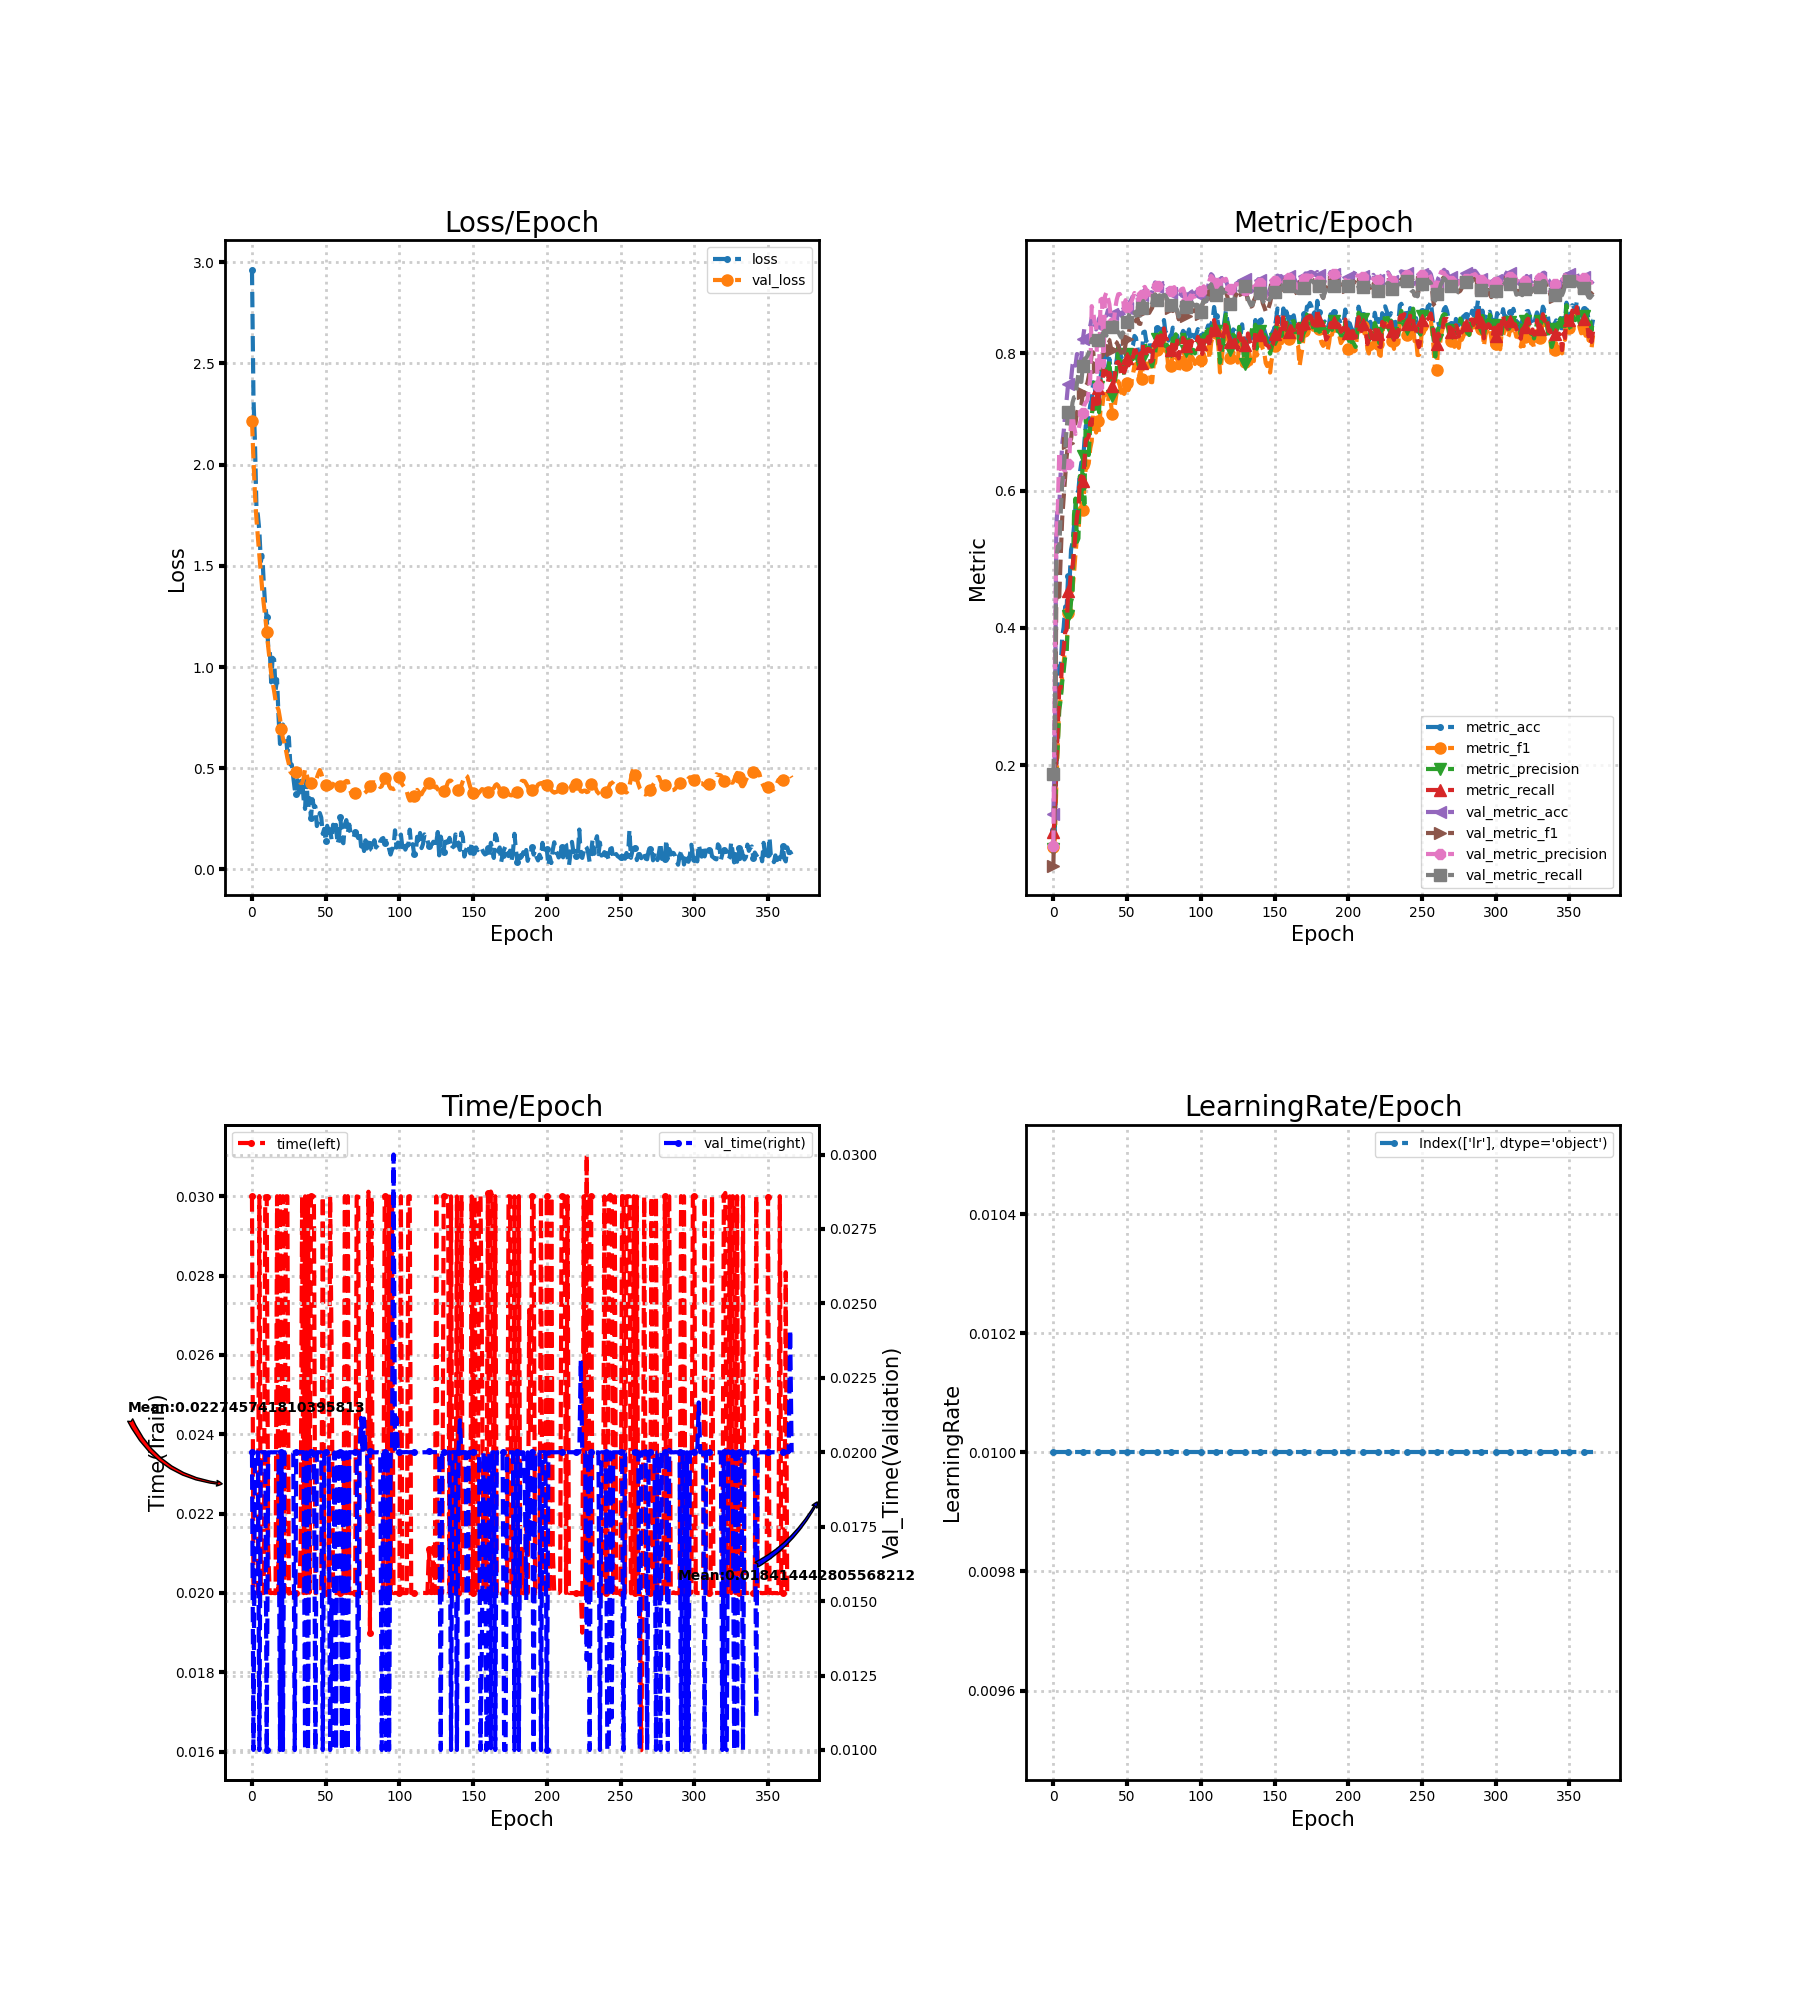 Loss/Epoch
3.0
2.5
2.0
1.5
1.0
0.5
0.0
Loss
0 50 100 150 200 250 300 350
Epoch
loss
val_loss
Metric/Epoch
0.8
0.6
0.4
0.2
Metric
0 50 100 150 200 250 300 350
Epoch
metric_acc
metric_f1
metric_precision
metric_recall
val_metric_acc
val_metric_f1
val_metric_precision
val_metric_recall
Time/Epoch
time(left)
val_time(right)
0.030
0.028
0.026
0.024
0.022
0.020
0.018
0.016
Time(Train)
Mean:0.022745741810395813
0.0300
0.0275
0.0250
0.0225
0.0200
0.0175
0.0150
0.0125
0.0100
Val_Time(Validation)
Mean:0.018414442805568212
0 50 100 150 200 250 300 350
Epoch
LearningRate/Epoch
Index(['lr'], dtype='object')
0.0104
0.0102
0.0100
0.0098
0.0096
LearningRate
0 50 100 150 200 250 300 350
Epoch